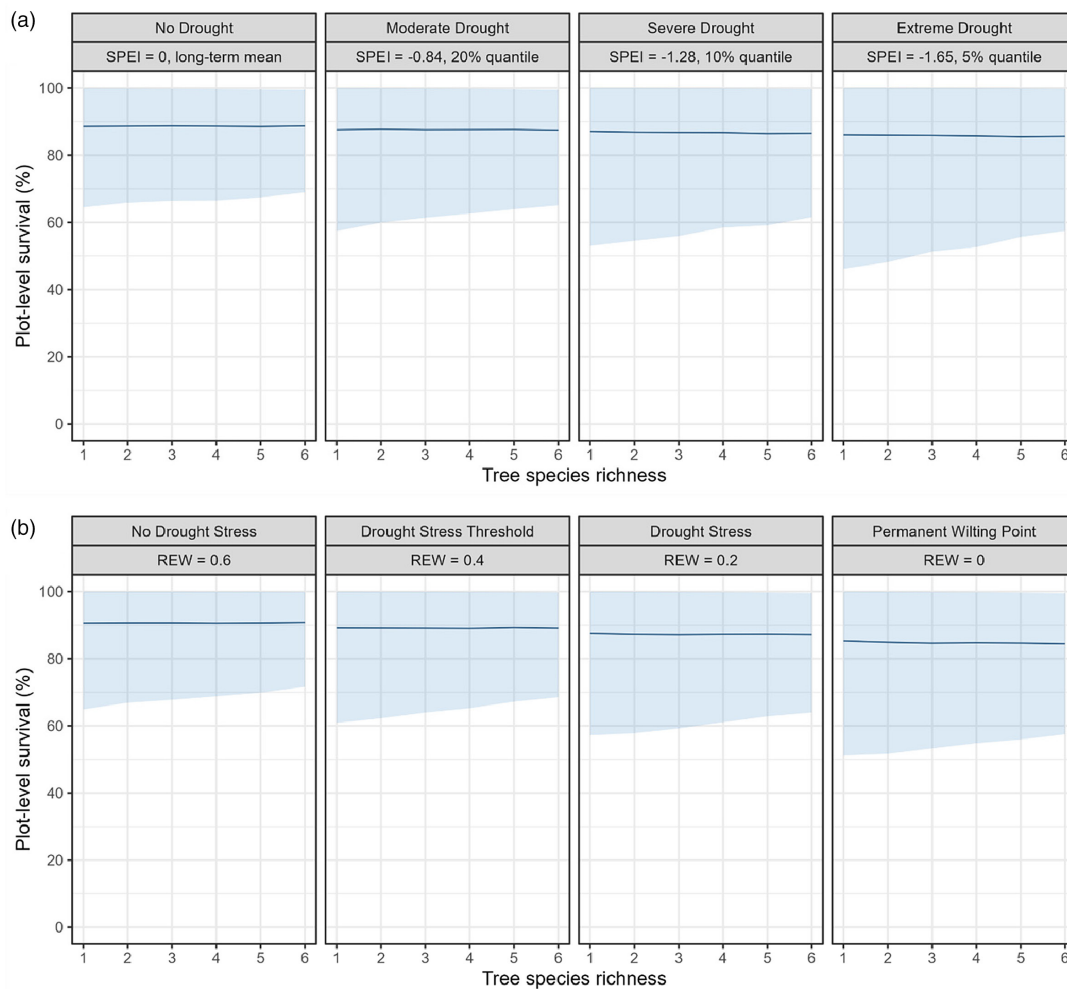 (a)
No Drought Moderate Drought Severe Drought Extreme Drought
SPEI = 0, long-term mean SPEI = -0.84, 20% quantile SPEI = -1.28, 10% quantile SPEI = -1.65, 5% quantile
Plot-level survival (%)
100
80
60
40
20
0
1 2 3 4 5 6 1 2 3 4 5 6 1 2 3 4 5 6 1 2 3 4 5 6
Tree species richness
(b)
No Drought Stress Drought Stress Threshold Drought Stress Permanent Wilting Point
REW = 0.6 REW = 0.4 REW = 0.2 REW = 0
Plot-level survival (%)
100
80
60
40
20
0
1 2 3 4 5 6 1 2 3 4 5 6 1 2 3 4 5 6 1 2 3 4 5 6
Tree species richness